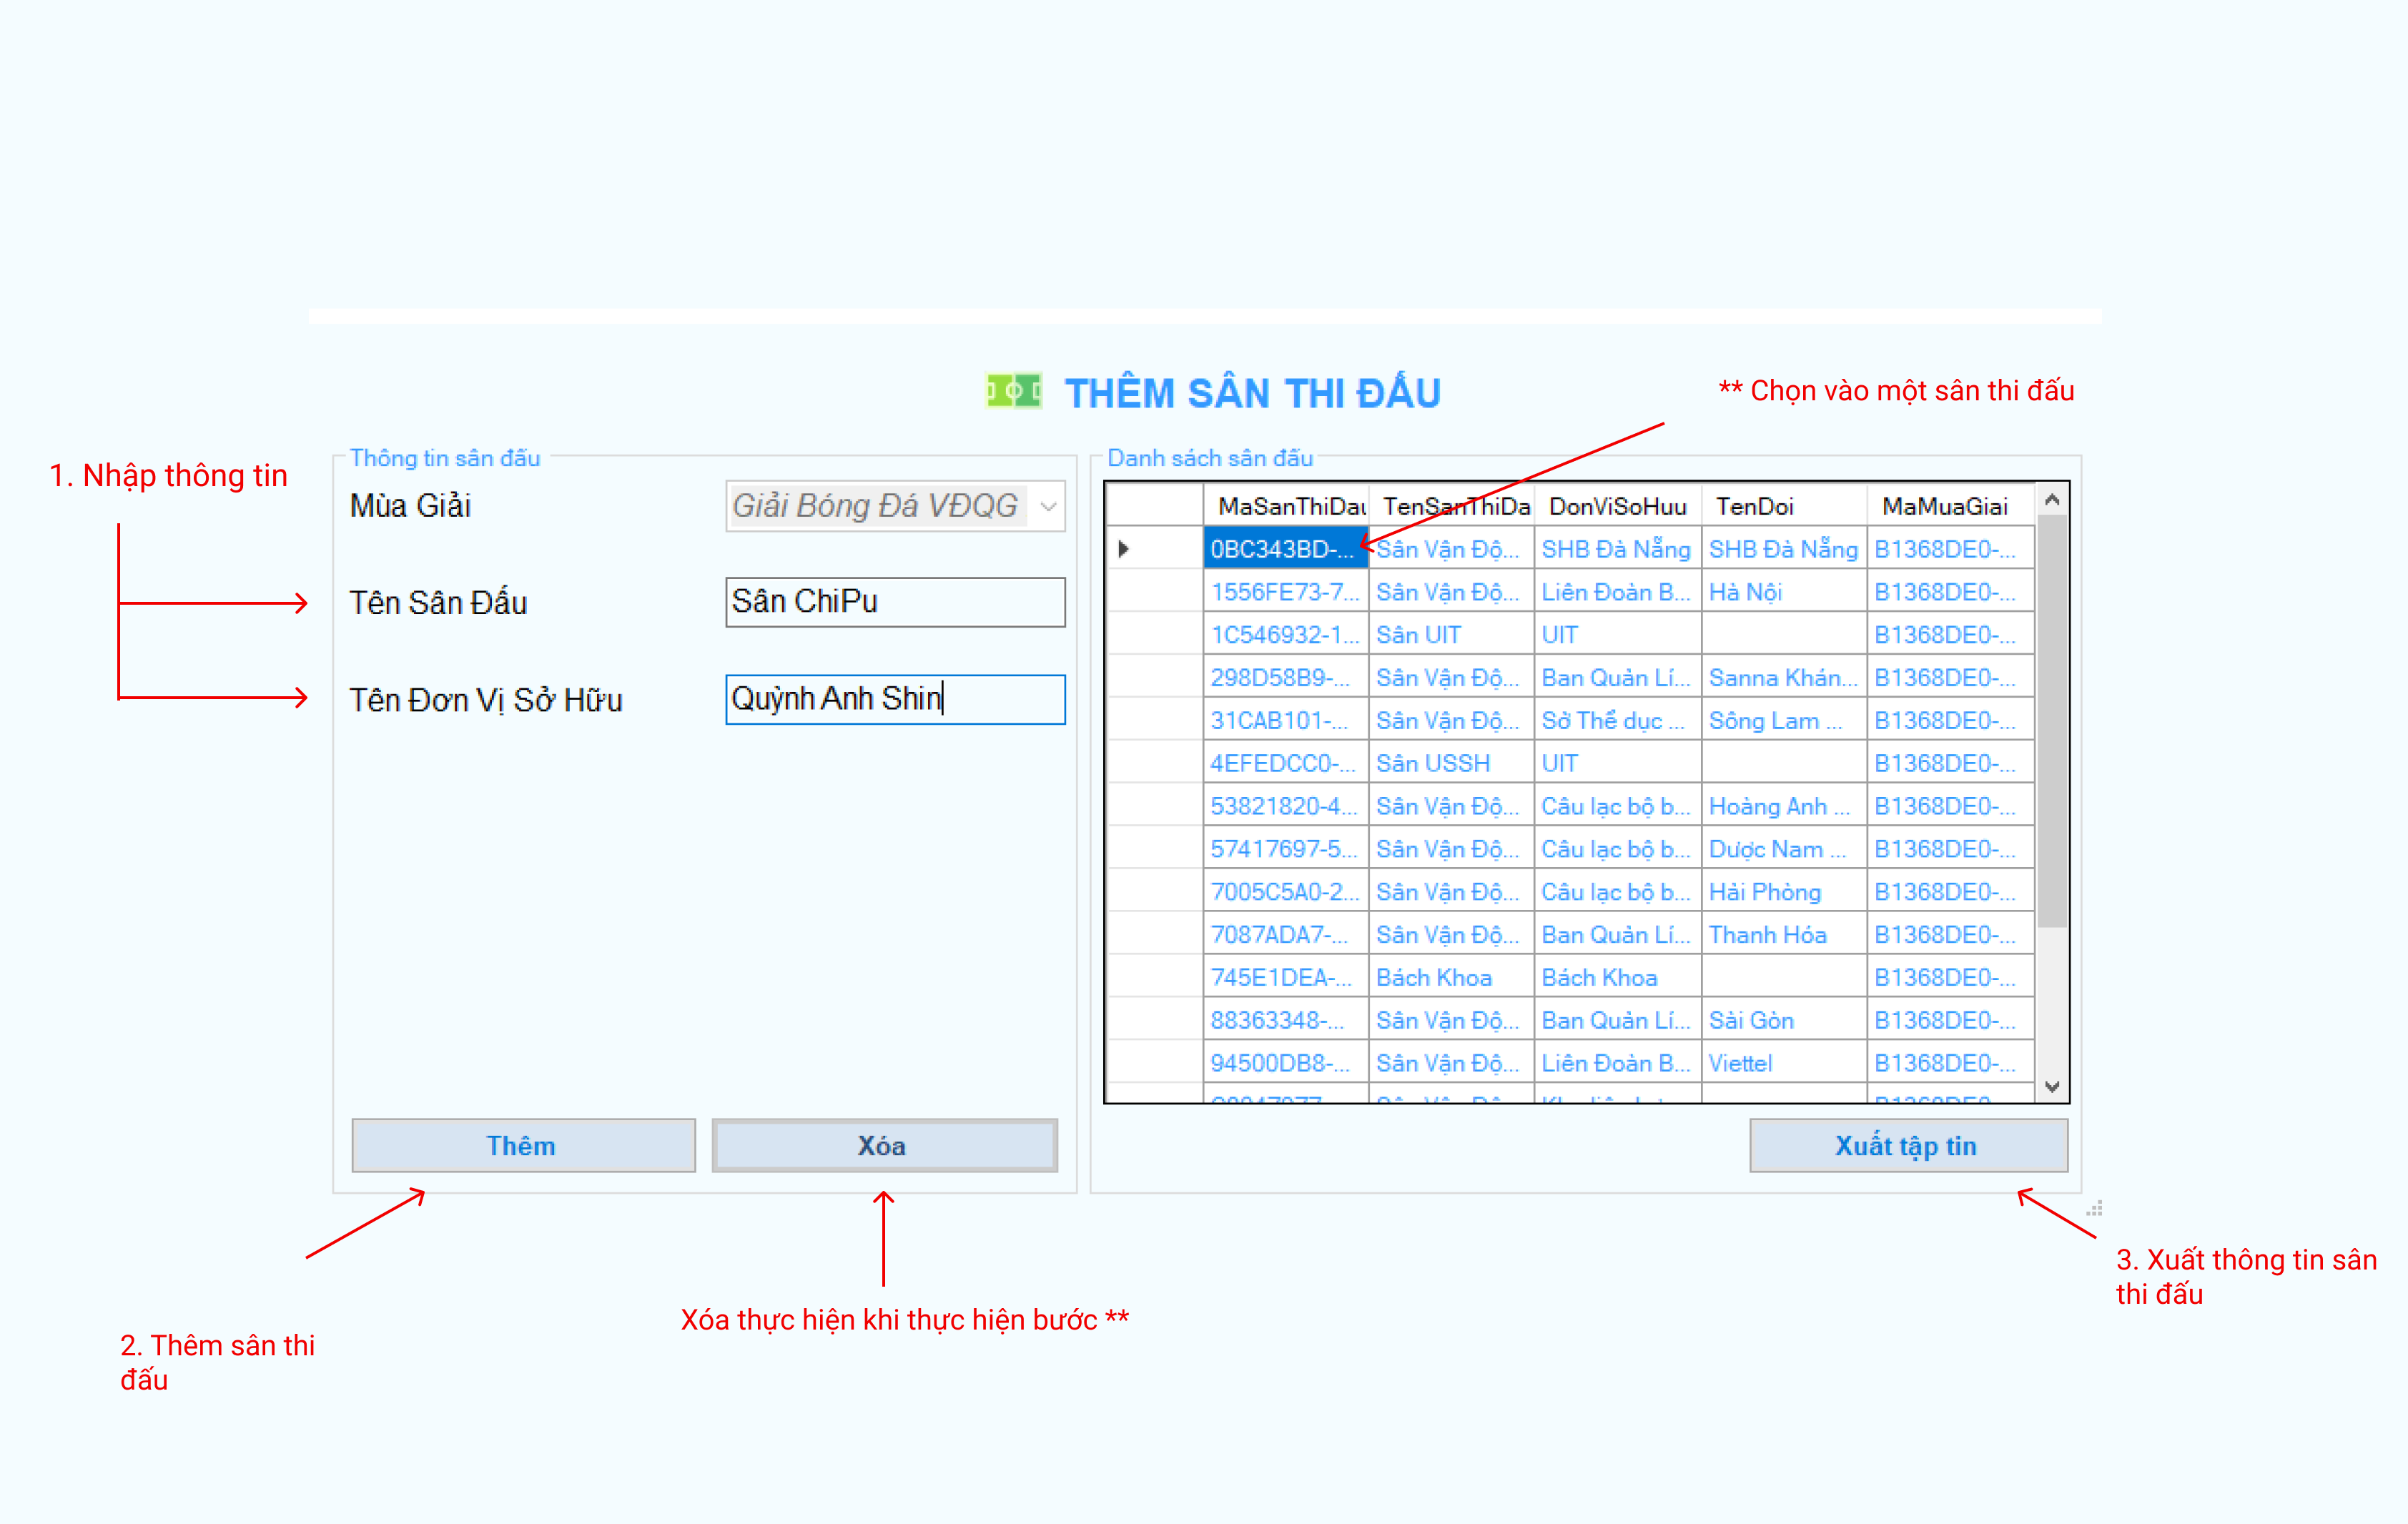 THÊM SÂN THI ĐẤU
** Chọn vào một sân thi đấu
1. Nhập thông tin
Thông tin sân đấu
Mùa Giải
Giải Bóng Đá VĐQG
Tên Sân Đấu
Sân ChiPu
Tên Đơn Vị Sở Hữu
Quỳnh Anh Shin
Thêm
Xóa
Danh sách sân đấu
MaSanThiDau TenSanThiDa DonViSoHuu TenDoi MaMuaGiai
0BC343BD-... Sân Vận Độ... SHB Đà Nẵng SHB Đà Nẵng B1368DE0-...
1556FE73-7... Sân Vận Độ... Liên Đoàn B... Hà Nội B1368DE0-...
1C546932-1... Sân UIT UIT B1368DE0-...
298D58B9-... Sân Vận Độ... Ban Quản Lí... Sanna Khán... B1368DE0-...
31CAB101-... Sân Vận Độ... Sở Thể dục ... Sông Lam ... B1368DE0-...
4EFEDCC0-... Sân USSH UIT B1368DE0-...
53821820-4... Sân Vận Độ... Câu lạc bộ b... Hoàng Anh ... B1368DE0-...
57417697-5... Sân Vận Độ... Câu lạc bộ b... Dược Nam ... B1368DE0-...
7005C5A0-2... Sân Vận Độ... Câu lạc bộ b... Hải Phòng B1368DE0-...
7087ADA7-... Sân Vận Độ... Ban Quản Lí... Thanh Hóa B1368DE0-...
745E1DEA-... Bách Khoa Bách Khoa B1368DE0-...
88363348-... Sân Vận Độ... Ban Quản Lí... Sài Gòn B1368DE0-...
94500DB8-... Sân Vận Độ... Liên Đoàn B... Viettel B1368DE0-...
Xuất tập tin
2. Thêm sân thi
đấu
Xóa thực hiện khi thực hiện bước **
3. Xuất thông tin sân
thi đấu